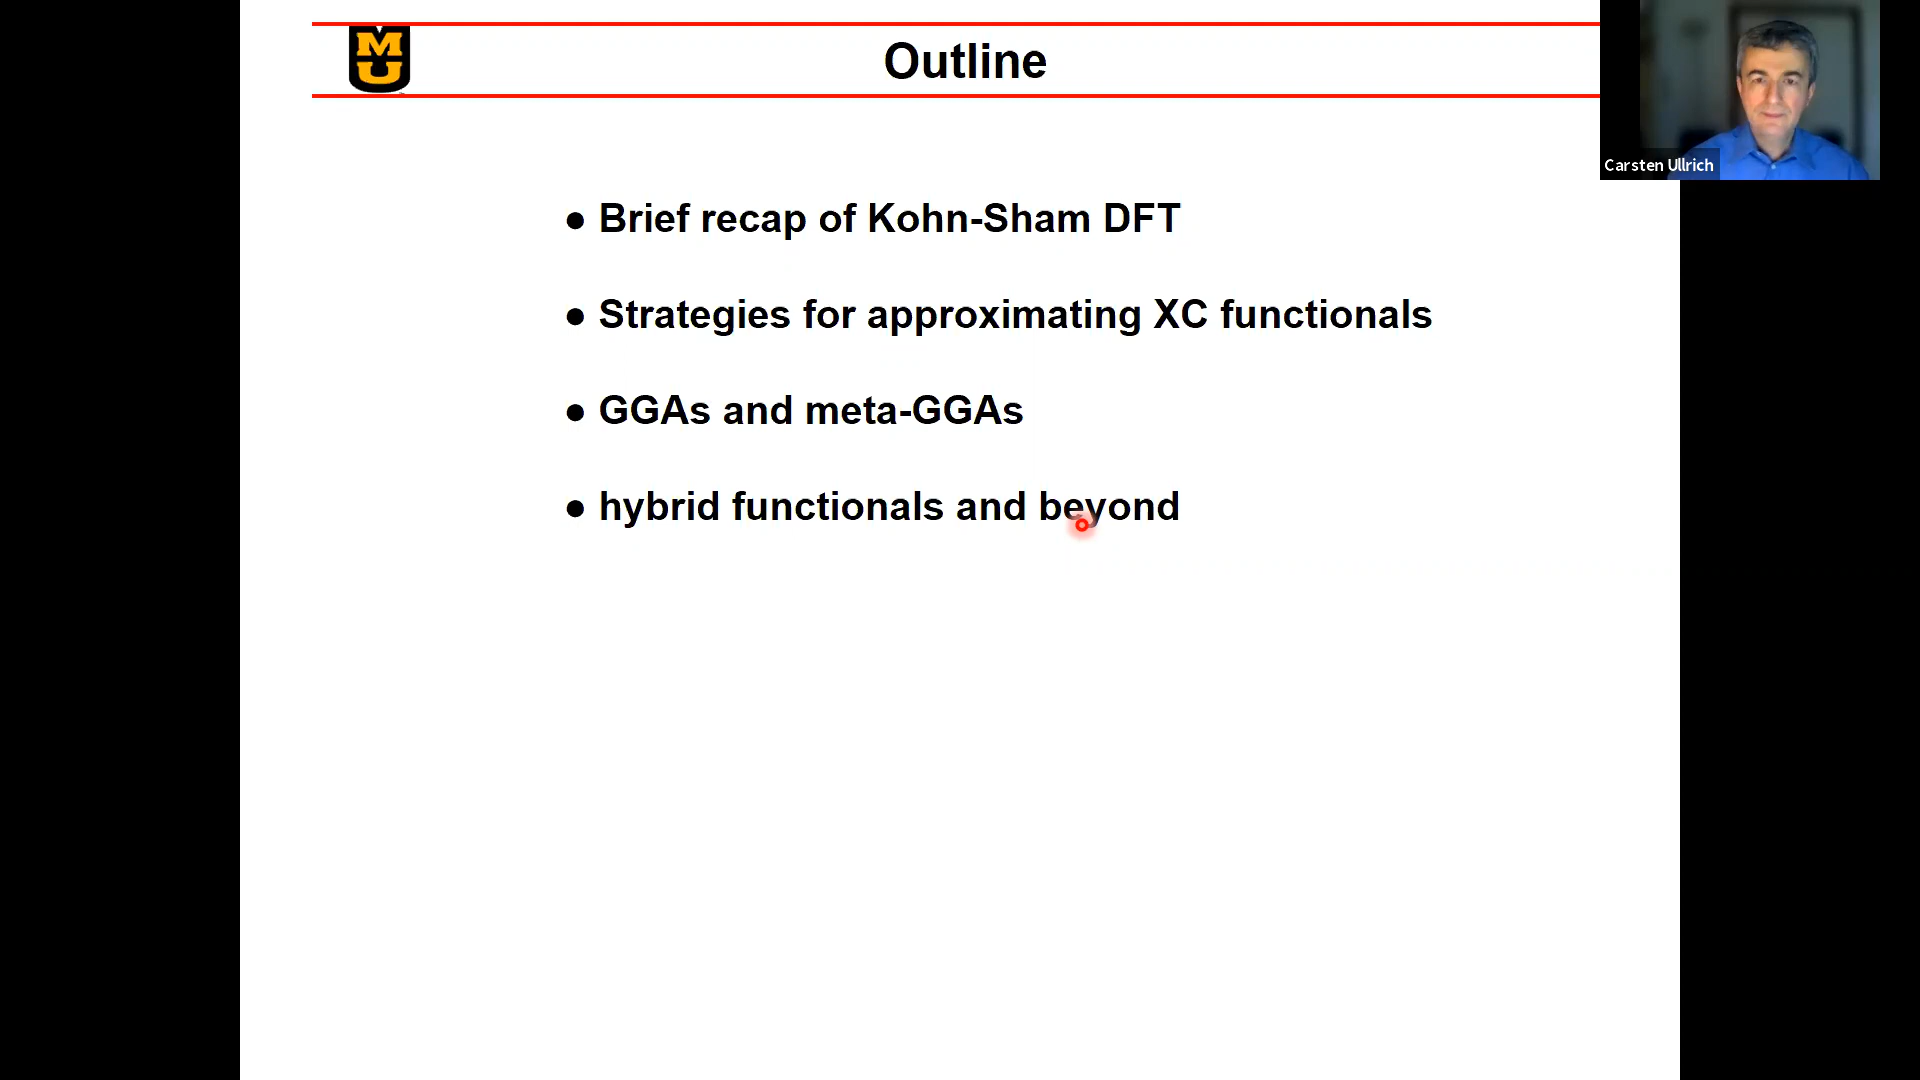 MU
Outline
Carsten Ullrich
● Brief recap of Kohn-Sham DFT
● Strategies for approximating XC functionals
● GGAs and meta-GGAs
● hybrid functionals and beyond